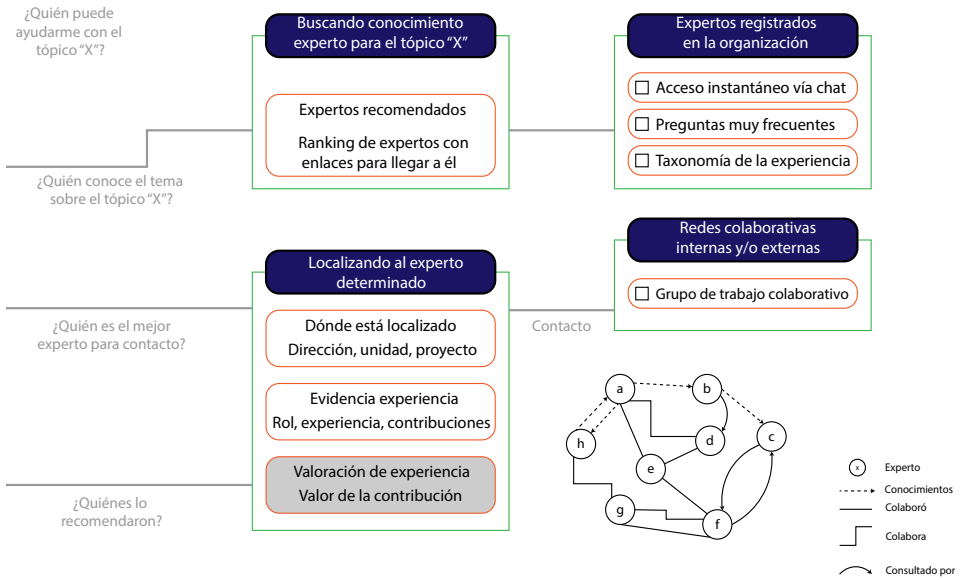 ¿Quién puede
ayudarme con el
tópico “X”?
Buscando conocimiento
experto para el tópico “X”
Expertos recomendados
Ranking de expertos con
enlaces para llegar a él
Expertos registrados
en la organización
Acceso instantáneo vía chat
Preguntas muy frecuentes
Taxonomía de la experiencia
¿Quién conoce el tema
sobre el tópico “X”?
Localizando al experto
determinado
Dónde está localizado
Dirección, unidad, proyecto
Evidencia experiencia
Rol, experiencia, contribuciones
Valoración de experiencia
Valor de la contribución
¿Quién es el mejor
experto para contacto?
¿Quiénes lo
recomendaron?
Contacto
Redes colaborativas
internas y/o externas
Grupo de trabajo colaborativo
a
b
c
d
h
e
g
f
x
Experto
Conocimientos
Colaboró
Colabora
Consultado por